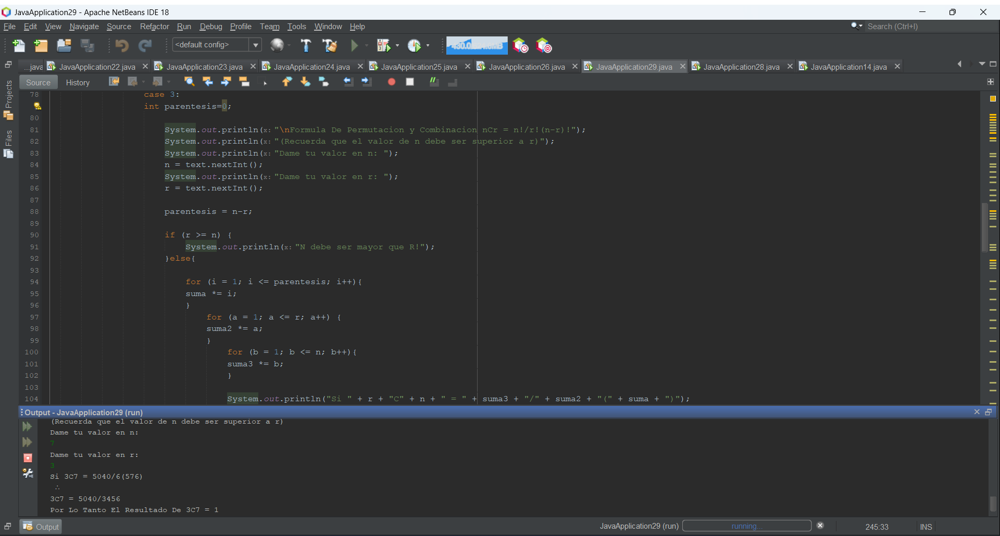 JavaApplication29 - Apache NetBeans IDE 18
File Edit View Navigate Source Refactor Run Debug Profile Team Tools Window Help
Search (Ctrl+I)
<default config>
...java JavaApplication22.java JavaApplication23.java JavaApplication24.java JavaApplication25.java JavaApplication26.java JavaApplication29.java JavaApplication28.java JavaApplication14.java
Source History
Projects
Files
78 case 3:
int parentesis=0;
80
81 System.out.println(x: "\nFormula De Permutacion y Combinacion nCr = n!/r!(n-r)!");
82 System.out.println(x: "(Recuerda que el valor de n debe ser superior a r)");
83 System.out.println(x: "Dame tu valor en n: ");
84 n = text.nextInt();
85 System.out.println(x: "Dame tu valor en r: ");
86 r = text.nextInt();
87
88 parentesis = n-r;
89
90 if (r >= n) {
91 System.out.println(x: "N debe ser mayor que R!");
92 }else{
93
94 for (i = 1; i <= parentesis; i++){
95 suma *= i;
96 }
97 for (a = 1; a <= r; a++) {
98 suma2 *= a;
99 }
100 for (b = 1; b <= n; b++){
101 suma3 *= b;
102 }
103
104 System.out.println("Si " + r + "C" + n + " = " + suma3 + "/" + suma2 + "(" + suma + ")");
Output - JavaApplication29 (run)
(Recuerda que el valor de n debe ser superior a r)
Dame tu valor en n:
7
Dame tu valor en r:
3
Si 3C7 = 5040/6(576)
∴
3C7 = 5040/3456
Por Lo Tanto El Resultado De 3C7 = 1
Output
JavaApplication29 (run) running... 245:33 INS